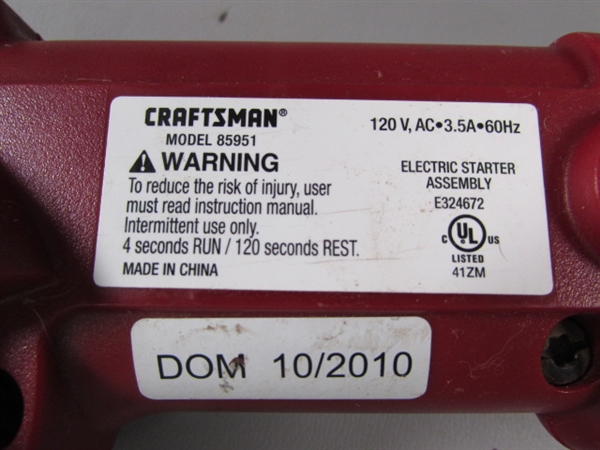 CRAFTSMAN®
MODEL 85951
WARNING
To reduce the risk of injury, user
must read instruction manual.
Intermittent use only.
4 seconds RUN / 120 seconds REST.
MADE IN CHINA
120 V, AC•3.5A•60Hz
ELECTRIC STARTER
ASSEMBLY
E324672
C UL US
LISTED
41ZM
DOM 10/2010